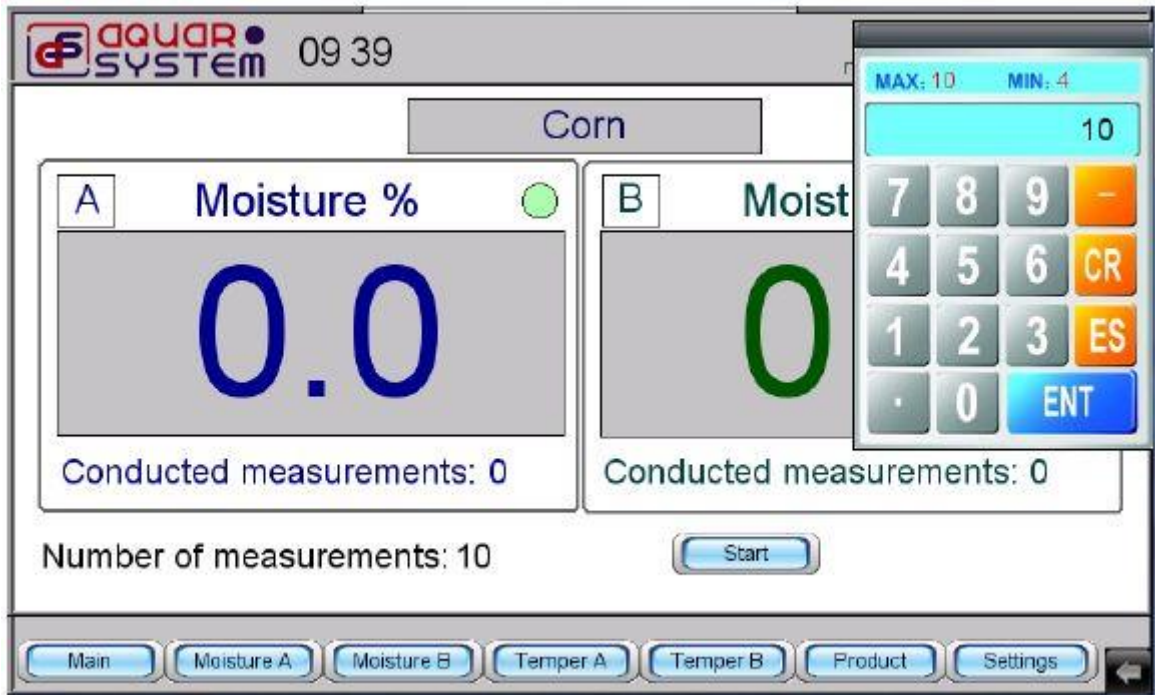 aquar
system
09 39
MAX: 10 MIN: 4
10
Corn
A Moisture %
B Moist
7 8 9 -
4 5 6 CR
1 2 3 ES
. 0 ENT
0.0
0
Conducted measurements: 0
Conducted measurements: 0
Number of measurements: 10
Start
Main Moisture A Moisture B Temper A Temper B Product Settings